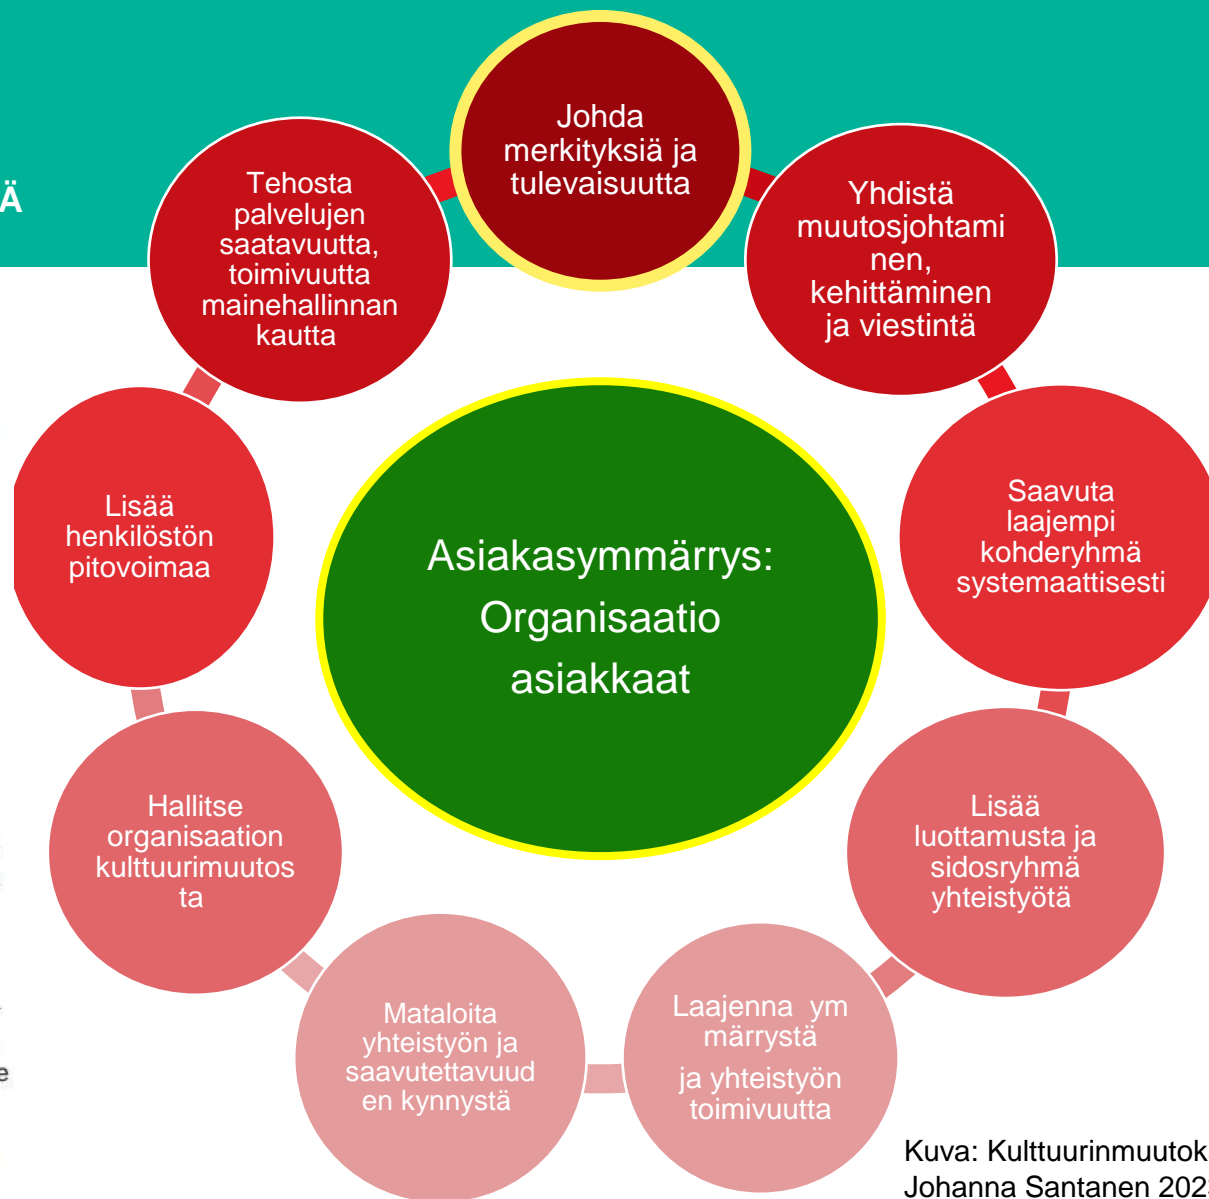 Ä
Johda
merkityksiä ja
tulevaisuutta
Yhdistä
muutosjohtami
nen,
kehittäminen
ja viestintä
Saavuta
laajempi
kohderyhmä
systemaattisesti
Lisää
luottamusta ja
sidosryhmä
yhteistyötä
Laajenna  ym
märrystä
ja yhteistyön
toimivuutta
Mataloita
yhteistyön ja
saavutettavuud
en kynnystä
Hallitse
organisaation
kulttuurimuutos
ta
Lisää
henkilöstön
pitovoimaa
Tehosta
palvelujen
saatavuutta,
toimivuutta
mainehallinnan
kautta
Asiakasymmärrys:
Organisaatio
asiakkaat
e
Kuva: Kulttuurinmuutok
Johanna Santanen 202